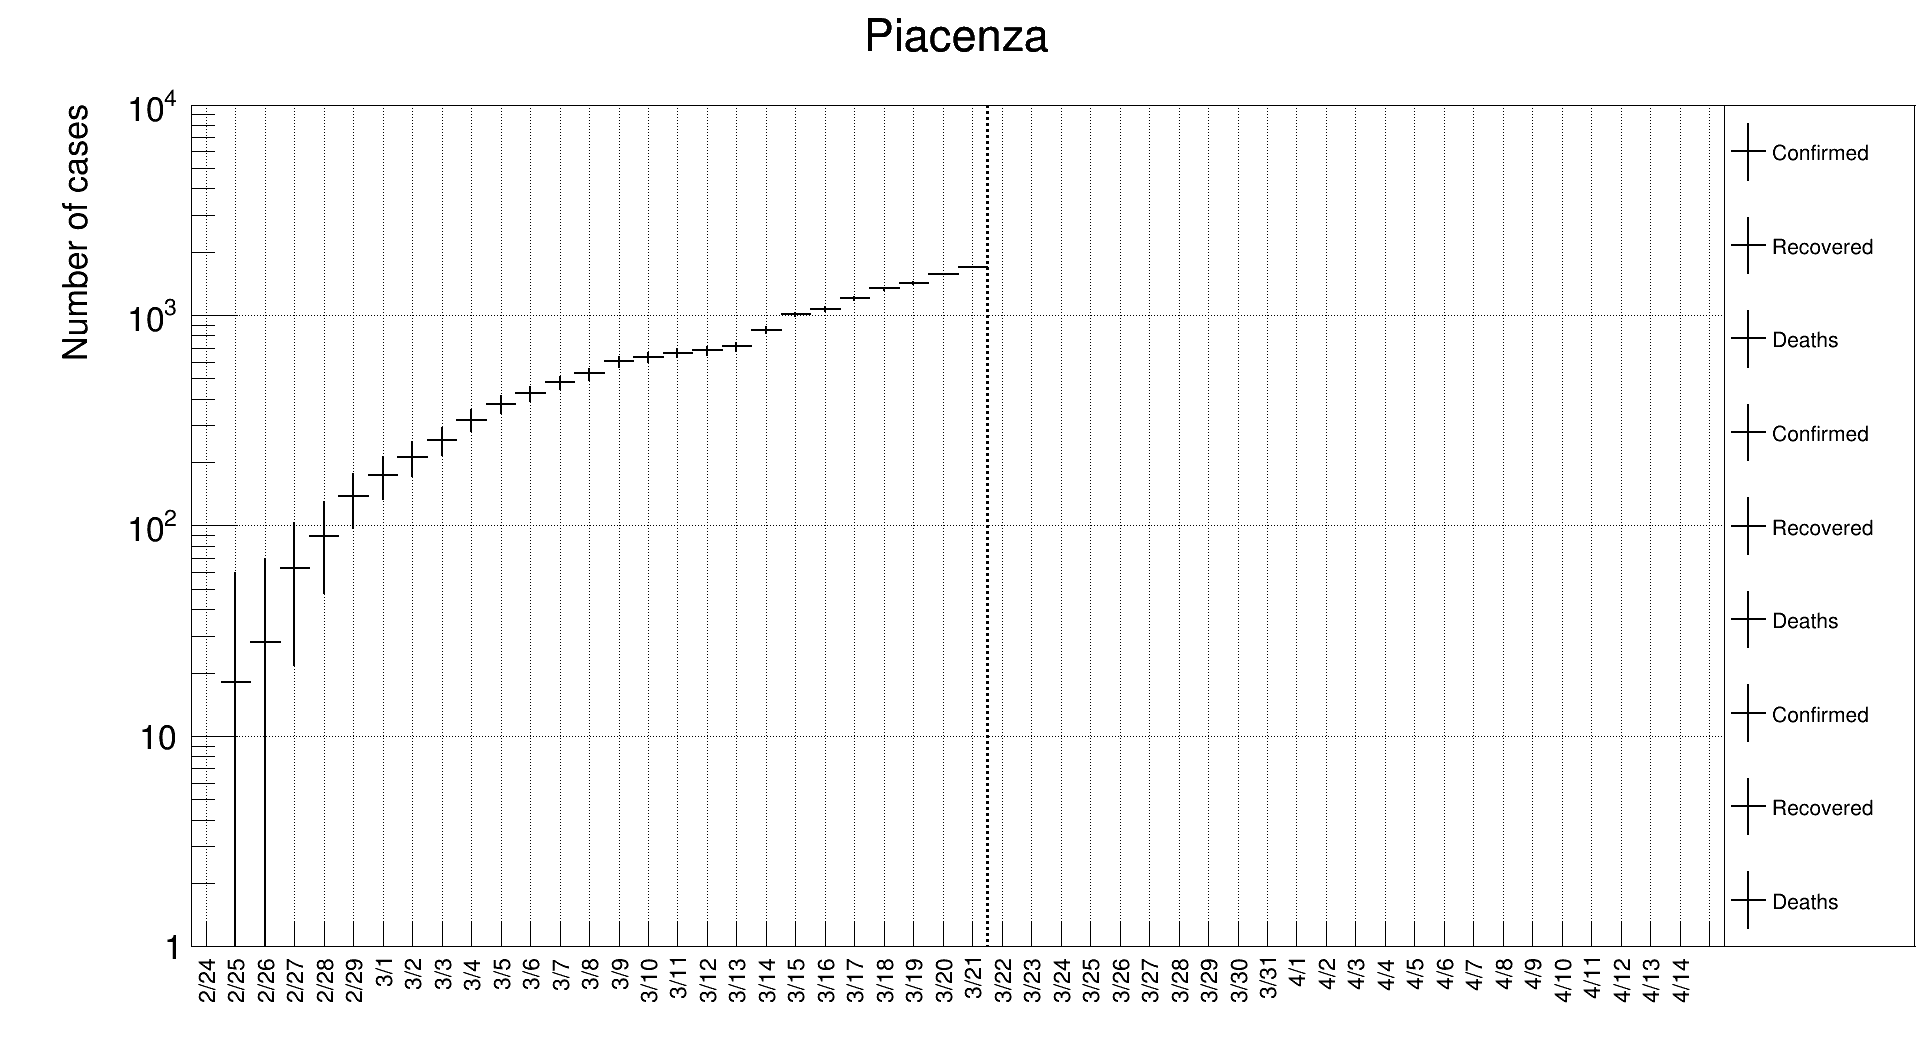 Piacenza
Number of cases
10^4
10^3
10^2
10
1
2/24 2/25 2/26 2/27 2/28 2/29 3/1 3/2 3/3 3/4 3/5 3/6 3/7 3/8 3/9 3/10 3/11 3/12 3/13 3/14 3/15 3/16 3/17 3/18 3/19 3/20 3/21 3/22 3/23 3/24 3/25 3/26 3/27 3/28 3/29 3/30 3/31 4/1 4/2 4/3 4/4 4/5 4/6 4/7 4/8 4/9 4/10 4/11 4/12 4/13 4/14
Confirmed
Recovered
Deaths
Confirmed
Recovered
Deaths
Confirmed
Recovered
Deaths